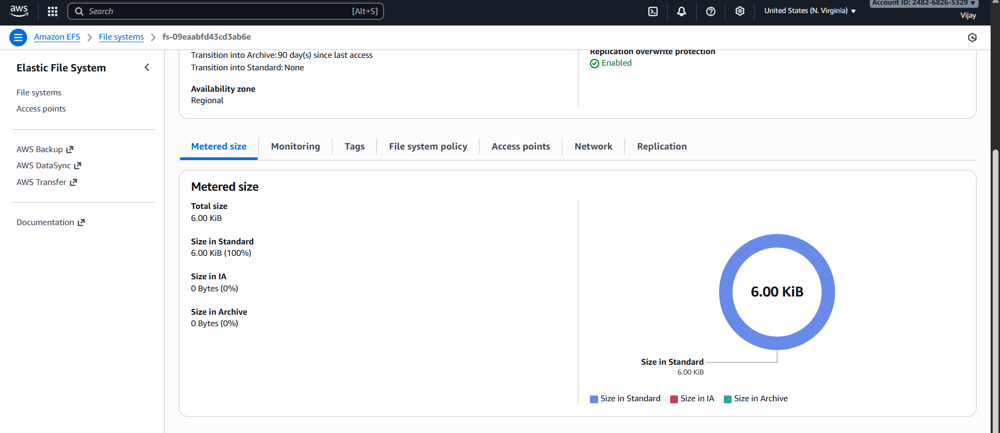 aws
Search [Alt+S]
United States (N. Virginia)
Account ID: 2482-6826-5329
Vijay
Amazon EFS
File systems
fs-09eaabfd43cd3ab6e
Elastic File System
File systems
Access points
AWS Backup
AWS DataSync
AWS Transfer
Documentation
Transition into Archive: 90 day(s) since last access
Transition into Standard: None
Availability zone
Regional
Replication overwrite protection
Enabled
Metered size
Monitoring
Tags
File system policy
Access points
Network
Replication
Metered size
Total size
6.00 KiB
Size in Standard
6.00 KiB (100%)
Size in IA
0 Bytes (0%)
Size in Archive
0 Bytes (0%)
6.00 KiB
Size in Standard
6.00 KiB
Size in Standard
Size in IA
Size in Archive